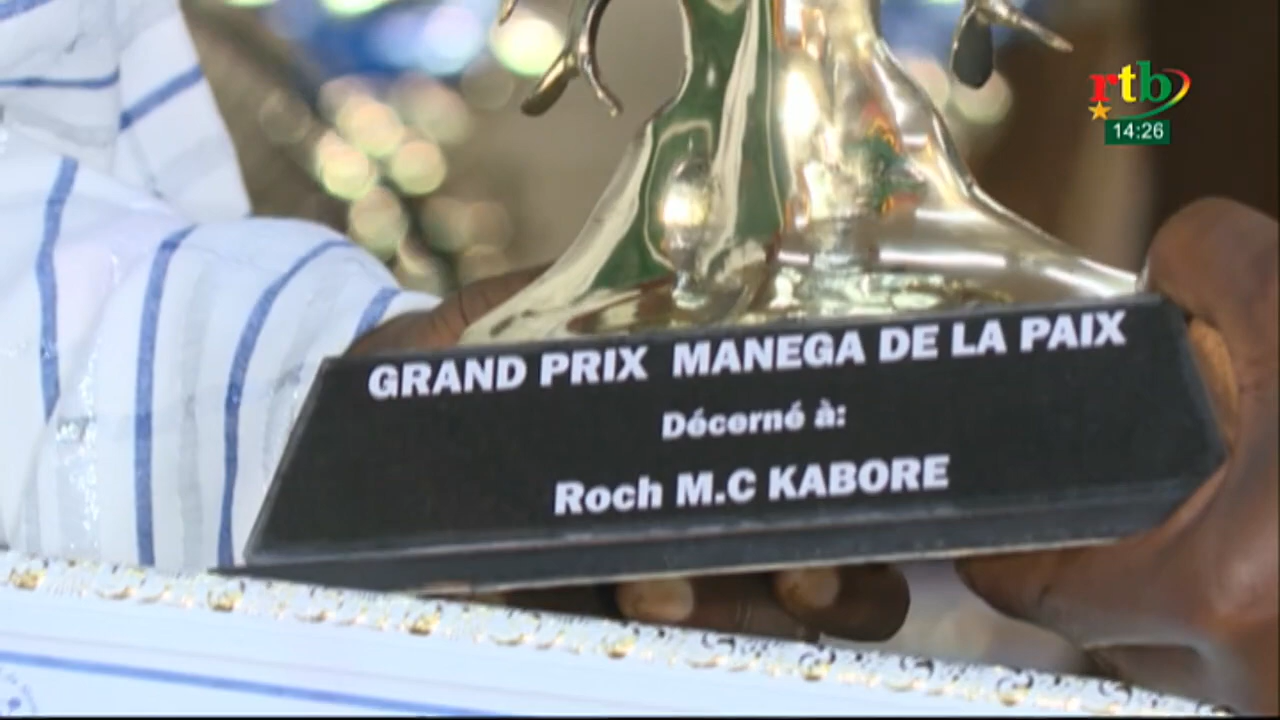 rtb
14:26
GRAND PRIX MANEGA DE LA PAIX
Décerné à:
Roch M.C KABORE